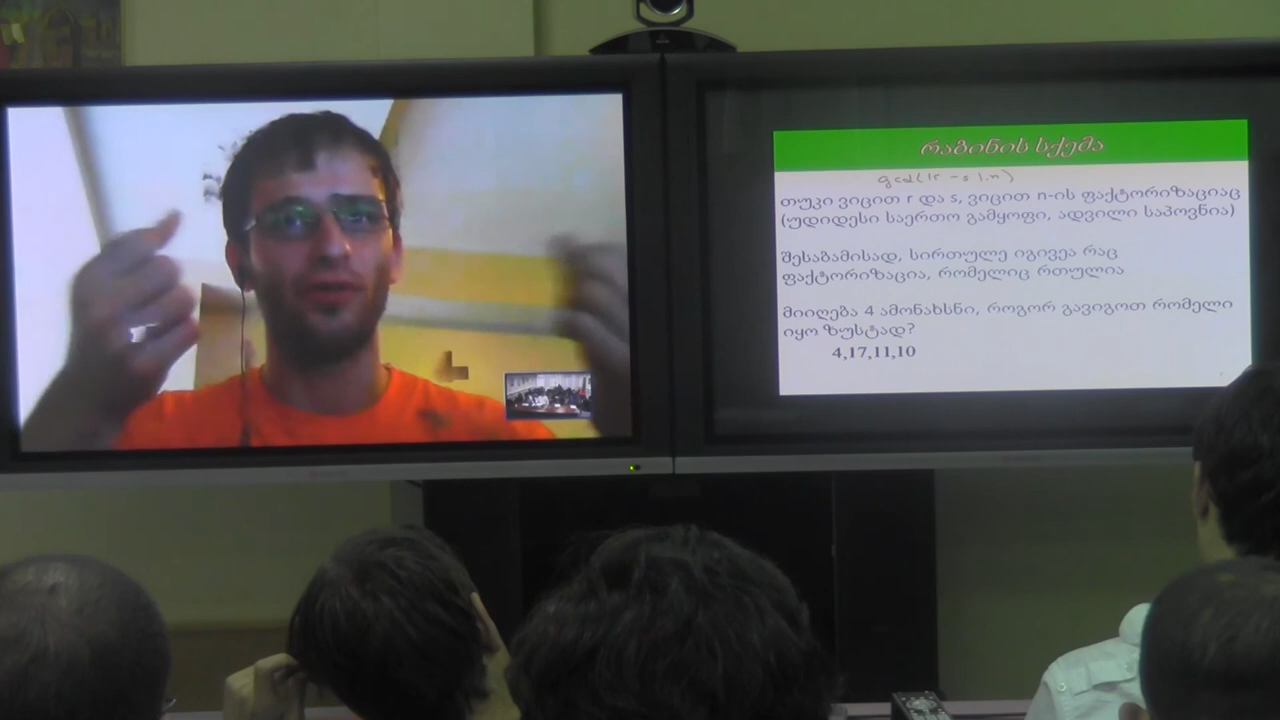 რაბინის სქემა
gcd(|r - s|,n)
თუკი ვიცით r და s, ვიცით n-ის ფაქტორიზაციაც
(უდიდესი საერთო გამყოფი, ადვილი საპოვნია)
შესაბამისად, სირთულე იგივეა რაც
ფაქტორიზაცია, რომელიც რთულია
მიიღება 4 ამონახსნი, როგორ გავიგოთ რომელი
იყო ზუსტად?
4,17,11,10